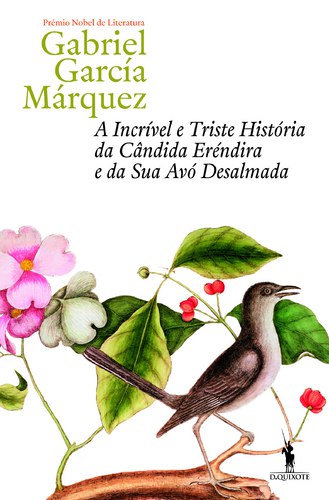 Prémio Nobel de Literatura
Gabriel
García
Márquez
A Incrível e Triste História
da Cândida Eréndira
e da Sua Avó Desalmada
D.QUIXOTE